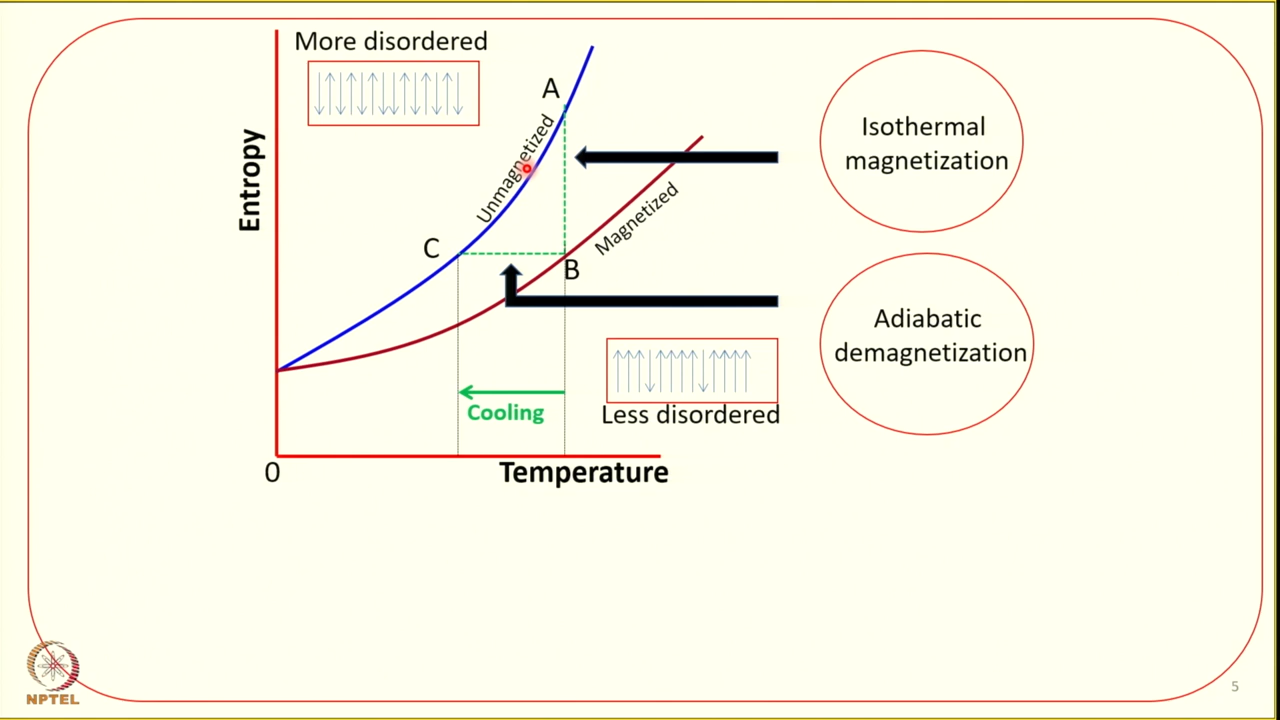 More disordered
A
Unmagnetized
Entropy
Isothermal
magnetization
Magnetized
C
B
Adiabatic
demagnetization
Cooling
Less disordered
0
Temperature
NPTEL
5